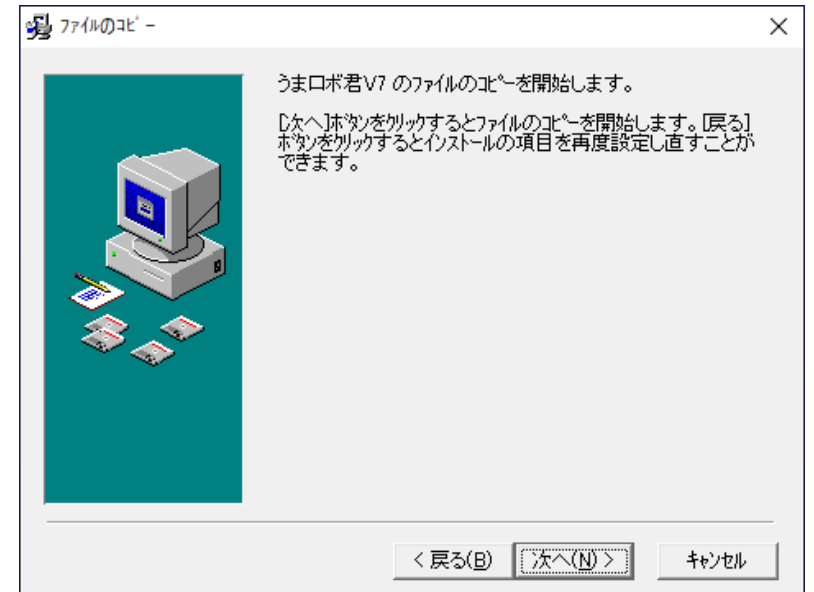 ﾌｧｲﾙのｺﾋﾟｰ
うまロボ君V7 のﾌｧｲﾙのｺﾋﾟｰを開始します。
[次へ]ﾎﾞﾀﾝをｸﾘｯｸするとﾌｧｲﾙのｺﾋﾟｰを開始します。[戻る]
ﾎﾞﾀﾝをｸﾘｯｸするとｲﾝｽﾄｰﾙの項目を再度設定し直すことが
できます。
< 戻る(B)
次へ(N) >
ｷｬﾝｾﾙ